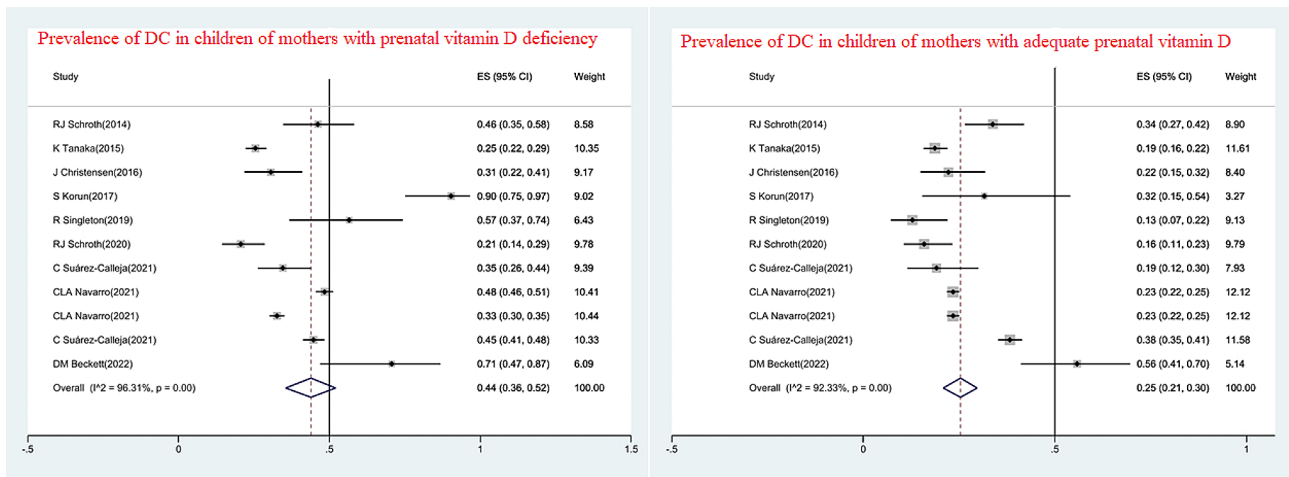 Prevalence of DC in children of mothers with prenatal vitamin D deficiency
Study ES (95% CI) Weight
RJ Schroth(2014) 0.46 (0.35, 0.58) 8.58
K Tanaka(2015) 0.25 (0.22, 0.29) 10.35
J Christensen(2016) 0.31 (0.22, 0.41) 9.17
S Korun(2017) 0.90 (0.75, 0.97) 9.02
R Singleton(2019) 0.57 (0.37, 0.74) 6.43
RJ Schroth(2020) 0.21 (0.14, 0.29) 9.78
C Suárez-Calleja(2021) 0.35 (0.26, 0.44) 9.39
CLA Navarro(2021) 0.48 (0.46, 0.51) 10.41
CLA Navarro(2021) 0.33 (0.30, 0.35) 10.44
C Suárez-Calleja(2021) 0.45 (0.41, 0.48) 10.33
DM Beckett(2022) 0.71 (0.47, 0.87) 6.09
Overall (I^2 = 96.31%, p = 0.00) 0.44 (0.36, 0.52) 100.00
-.5 0 .5 1 1.5
Prevalence of DC in children of mothers with adequate prenatal vitamin D
Study ES (95% CI) Weight
RJ Schroth(2014) 0.34 (0.27, 0.42) 8.90
K Tanaka(2015) 0.19 (0.16, 0.22) 11.61
J Christensen(2016) 0.22 (0.15, 0.32) 8.40
S Korun(2017) 0.32 (0.15, 0.54) 3.27
R Singleton(2019) 0.13 (0.07, 0.22) 9.13
RJ Schroth(2020) 0.16 (0.11, 0.23) 9.79
C Suárez-Calleja(2021) 0.19 (0.12, 0.30) 7.93
CLA Navarro(2021) 0.23 (0.22, 0.25) 12.12
CLA Navarro(2021) 0.23 (0.22, 0.25) 12.12
C Suárez-Calleja(2021) 0.38 (0.35, 0.41) 11.58
DM Beckett(2022) 0.56 (0.41, 0.70) 5.14
Overall (I^2 = 92.33%, p = 0.00) 0.25 (0.21, 0.30) 100.00
-.5 0 .5 1